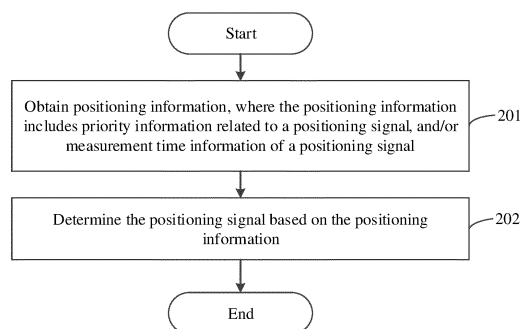 Start
Obtain positioning information, where the positioning information
includes priority information related to a positioning signal, and/or
measurement time information of a positioning signal
201
Determine the positioning signal based on the positioning
information
202
End